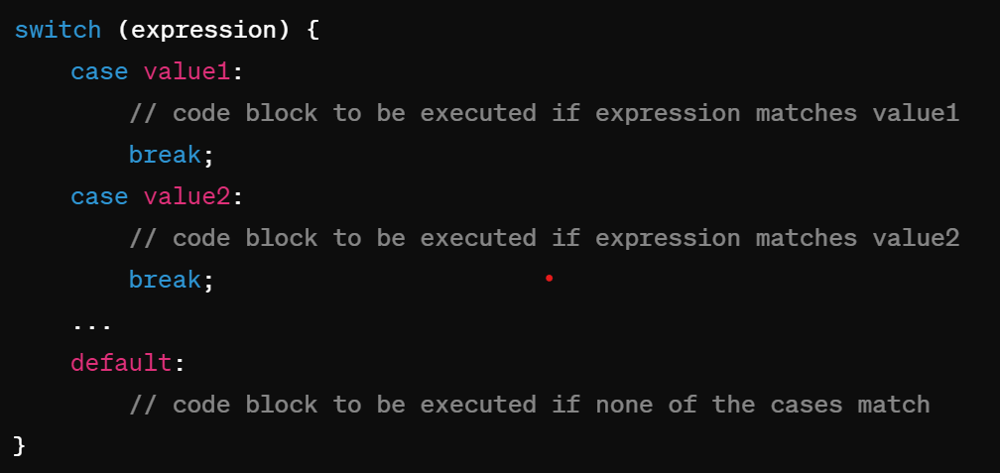 switch (expression) {
    case value1:
        // code block to be executed if expression matches value1
        break;
    case value2:
        // code block to be executed if expression matches value2
        break;
    ...
    default:
        // code block to be executed if none of the cases match
}